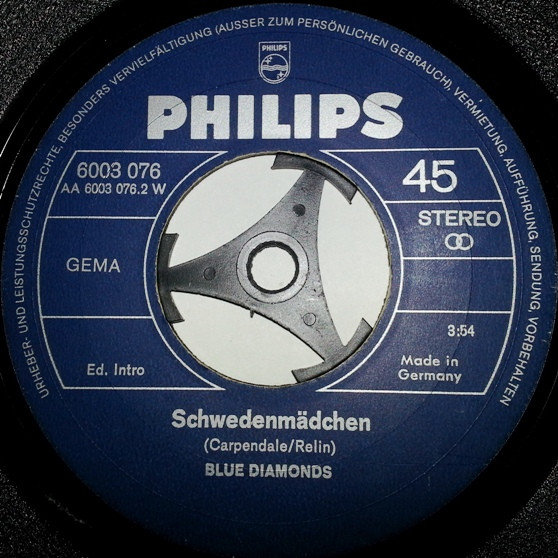 URHEBER- UND LEISTUNGSSCHUTZRECHTE, BESONDERS VERVIELFÄLTIGUNG (AUSSER ZUM PERSÖNLICHEN GEBRAUCH), VERMIETUNG, AUFFÜHRUNG, SENDUNG, VORBEHALTEN
PHILIPS
PHILIPS
6003 076
AA 6003 076.2 W
45
STEREO
GEMA
3:54
Ed. Intro
Made in
Germany
Schwedenmädchen
(Carpendale/Relin)
BLUE DIAMONDS